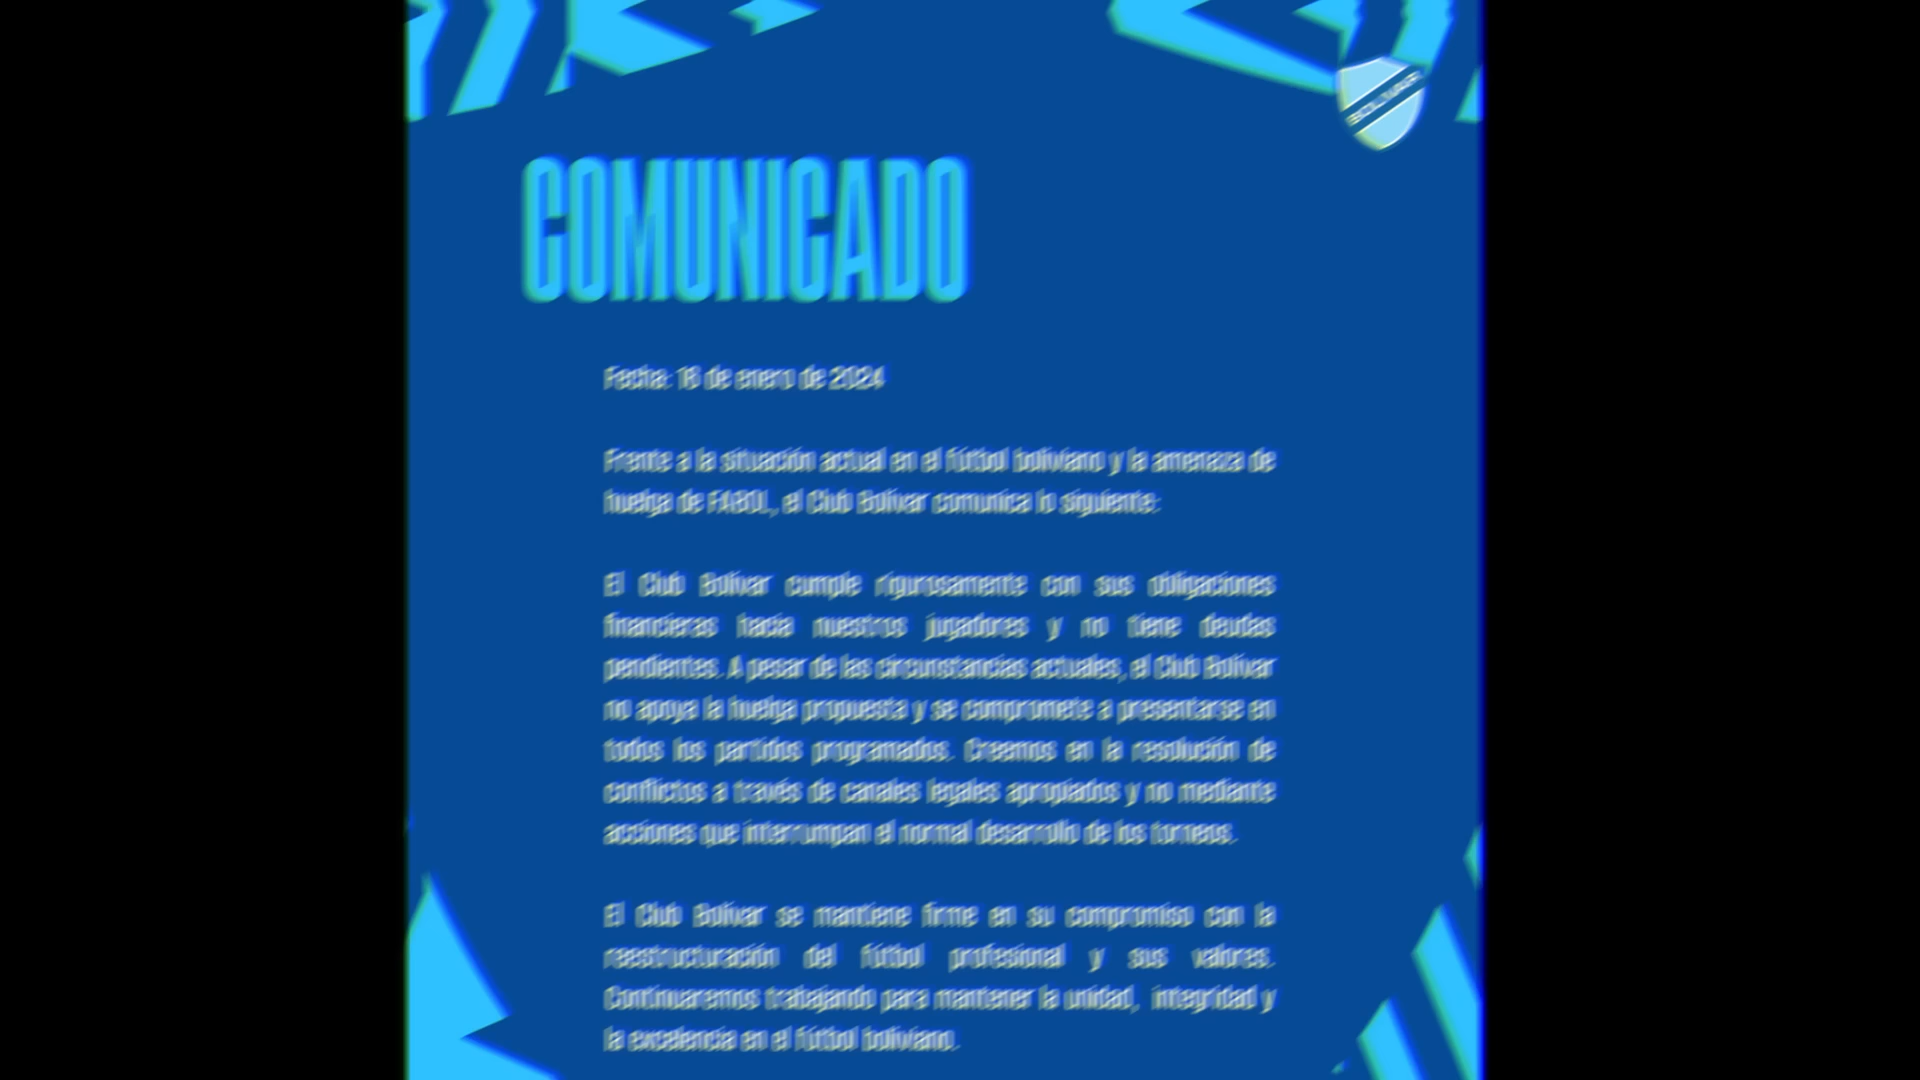 BOLIVAR
COMUNICADO
Fecha: 18 de enero de 2024
Frente a la situación actual en el fútbol boliviano y la amenaza de
huelga de FABOL, el Club Bolívar comunica lo siguiente:
El Club Bolívar cumple rigurosamente con sus obligaciones
financieras hacia nuestros jugadores y no tiene deudas
pendientes. A pesar de las circunstancias actuales, el Club Bolívar
no apoya la huelga propuesta y se compromete a presentarse en
todos los partidos programados. Creemos en la resolución de
conflictos a través de canales legales apropiados y no mediante
acciones que interrumpan el normal desarrollo de los torneos.
El Club Bolívar se mantiene firme en su compromiso con la
reestructuración del fútbol profesional y sus valores.
Continuaremos trabajando para mantener la unidad, integridad y
la excelencia en el fútbol boliviano.